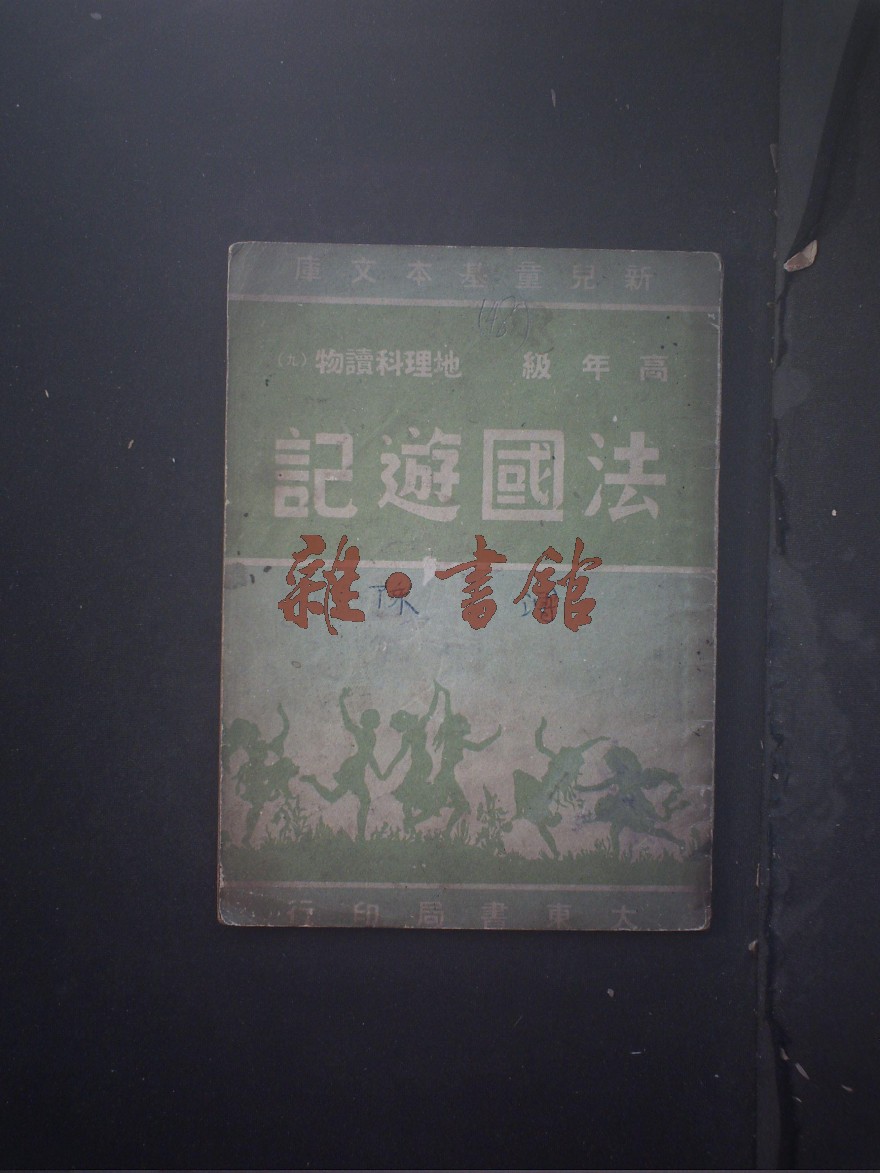 新兒童基本文庫
高年級 地理科讀物（九）
法國遊記
雜·書館
陳
大東書局印行